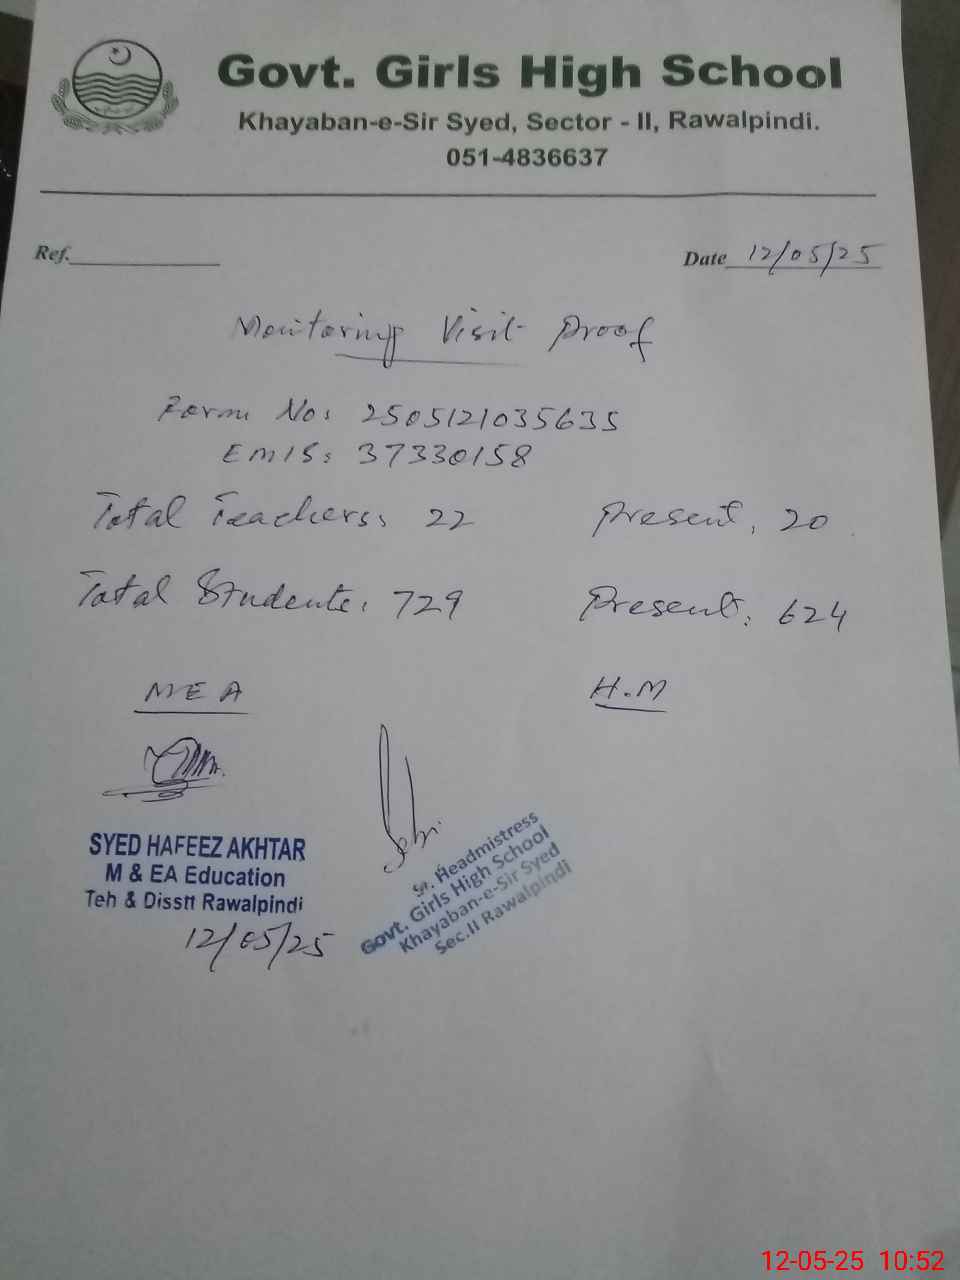 Govt. Girls High School
Khayaban-e-Sir Syed, Sector - II, Rawalpindi.
051-4836637
Ref. Date 12/05/25
Monitoring Visit Proof
Form No: 2505121035635
EMIS: 37330158
Total Teachers: 22 Present: 20
Total Students: 729 Present: 624
MEA H.M
SYED HAFEEZ AKHTAR
M & EA Education
Teh & Disstt Rawalpindi
12/05/25
Sr. Headmistress
Govt. Girls High School
Khayaban-e-Sir Syed
Sec.II Rawalpindi
12-05-25 10:52